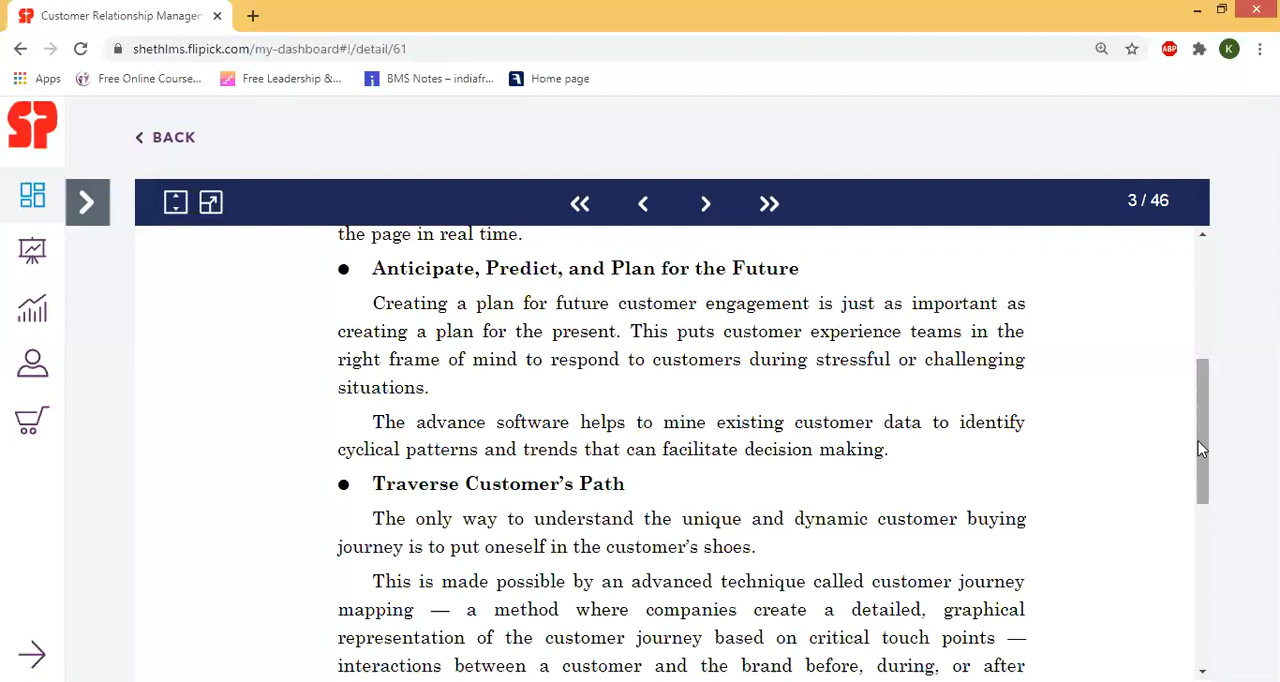 Customer Relationship Manager
shethlms.flipick.com/my-dashboard#!/detail/61
ABP
K
Apps
Free Online Course...
Free Leadership &...
BMS Notes – indiafr...
Home page
SP
BACK
3 / 46
the page in real time.
● Anticipate, Predict, and Plan for the Future
Creating a plan for future customer engagement is just as important as
creating a plan for the present. This puts customer experience teams in the
right frame of mind to respond to customers during stressful or challenging
situations.
The advance software helps to mine existing customer data to identify
cyclical patterns and trends that can facilitate decision making.
● Traverse Customer's Path
The only way to understand the unique and dynamic customer buying
journey is to put oneself in the customer's shoes.
This is made possible by an advanced technique called customer journey
mapping — a method where companies create a detailed, graphical
representation of the customer journey based on critical touch points —
interactions between a customer and the brand before, during, or after